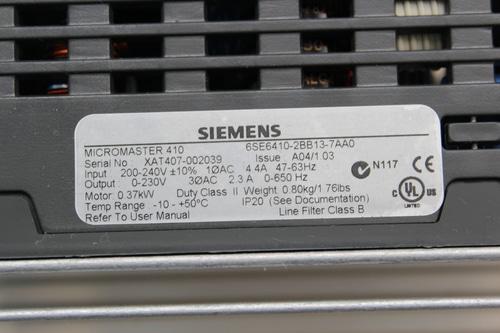 SIEMENS
MICROMASTER 410 6SE6410-2BB13-7AA0
Serial No XAT407-002039 Issue A04/1.03
Input 200-240V ±10% 1ØAC 4.4A 47-63Hz
Output 0-230V 3ØAC 2.3 A 0-650 Hz
Motor 0.37kW Duty Class II Weight 0.80kg/1.76lbs
Temp Range -10 - +50°C IP20 (See Documentation)
Refer To User Manual Line Filter Class B
N117
C UL US
LISTED